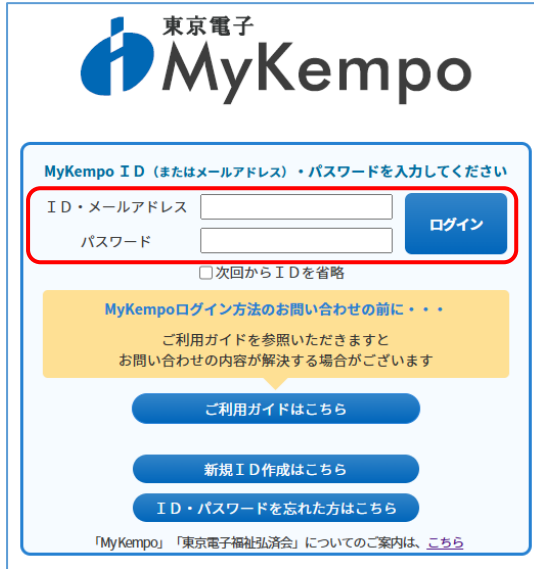 東京電子
MyKempo
MyKempo ＩＤ（またはメールアドレス）・パスワードを入力してください
ＩＤ・メールアドレス
ログイン
パスワード
次回からＩＤを省略
MyKempoログイン方法のお問い合わせの前に・・・
ご利用ガイドを参照いただきますと
お問い合わせの内容が解決する場合がございます
ご利用ガイドはこちら
新規ＩＤ作成はこちら
ＩＤ・パスワードを忘れた方はこちら
「MyKempo」「東京電子福祉弘済会」についてのご案内は、こちら